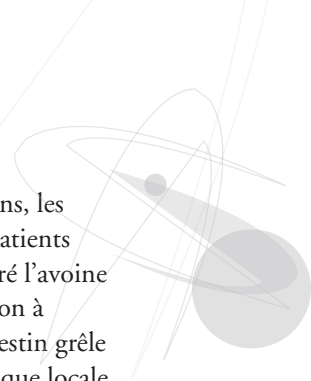 ns, les
atients
ré l’avoine
on à
estin grêle
que locale